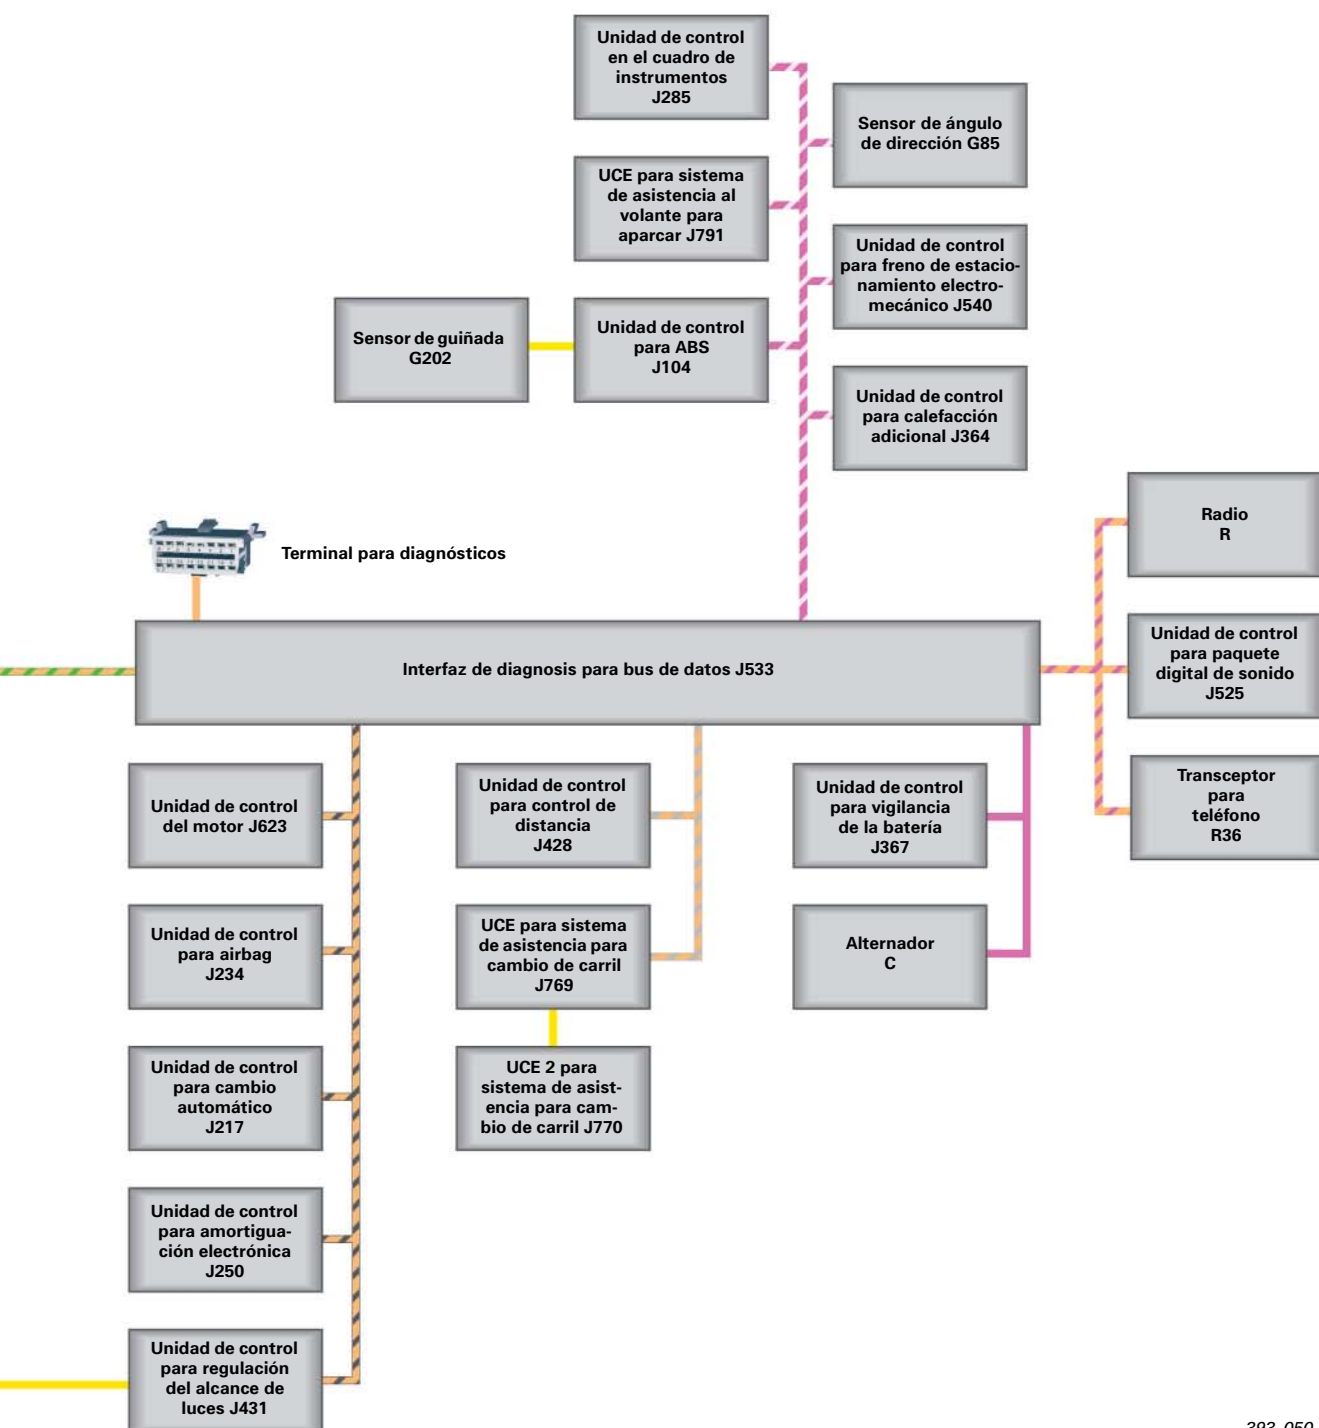 Unidad de control
en el cuadro de
instrumentos
J285
Sensor de ángulo
de dirección G85
UCE para sistema
de asistencia al
volante para
aparcar J791
Unidad de control
para freno de estacio-
namiento electro-
mecánico J540
Sensor de guiñada
G202
Unidad de control
para ABS
J104
Unidad de control
para calefacción
adicional J364
Radio
R
Terminal para diagnósticos
Unidad de control
para paquete
digital de sonido
J525
Interfaz de diagnosis para bus de datos J533
Transceptor
para
teléfono
R36
Unidad de control
del motor J623
Unidad de control
para control de
distancia
J428
Unidad de control
para vigilancia
de la batería
J367
Unidad de control
para airbag
J234
UCE para sistema
de asistencia para
cambio de carril
J769
Alternador
C
Unidad de control
para cambio
automático
J217
UCE 2 para
sistema de asist-
encia para cam-
bio de carril J770
Unidad de control
para amortigua-
ción electrónica
J250
Unidad de control
para regulación
del alcance de
luces J431
393_050